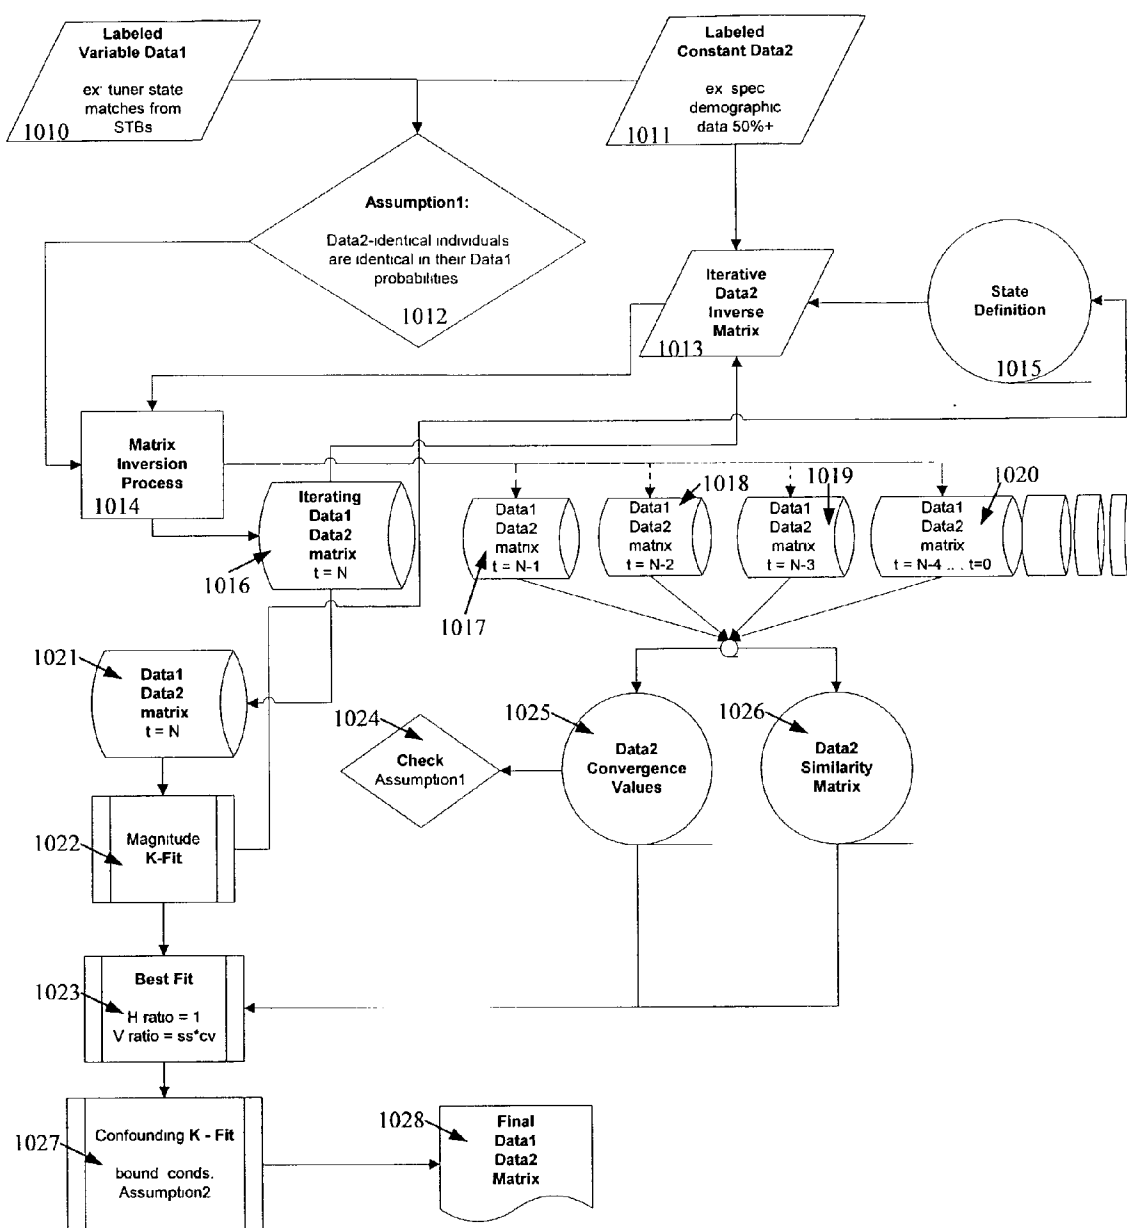 Labeled
Variable Data1
ex: tuner state
matches from
STBs
1010
Labeled
Constant Data2
ex spec
demographic
data 50%+
1011
Assumption1:
Data2-identical individuals
are identical in their Data1
probabilities
1012
Iterative
Data2
Inverse
Matrix
1013
State
Definition
1015
Matrix
Inversion
Process
1014
Iterating
Data1
Data2
matrix
t = N
1016
Data1
Data2
matrix
t = N-1
1017
Data1
Data2
matrix
t = N-2
1018
Data1
Data2
matrix
t = N-3
1019
Data1
Data2
matrix
t = N-4 .. . t=0
1020
1021
Data1
Data2
matrix
t = N
1024
Check
Assumption1
1025
Data2
Convergence
Values
1026
Data2
Similarity
Matrix
1022
Magnitude
K-Fit
1023
Best Fit
H ratio = 1
V ratio = ss*cv
1027
Confounding K - Fit
bound conds.
Assumption2
1028
Final
Data1
Data2
Matrix